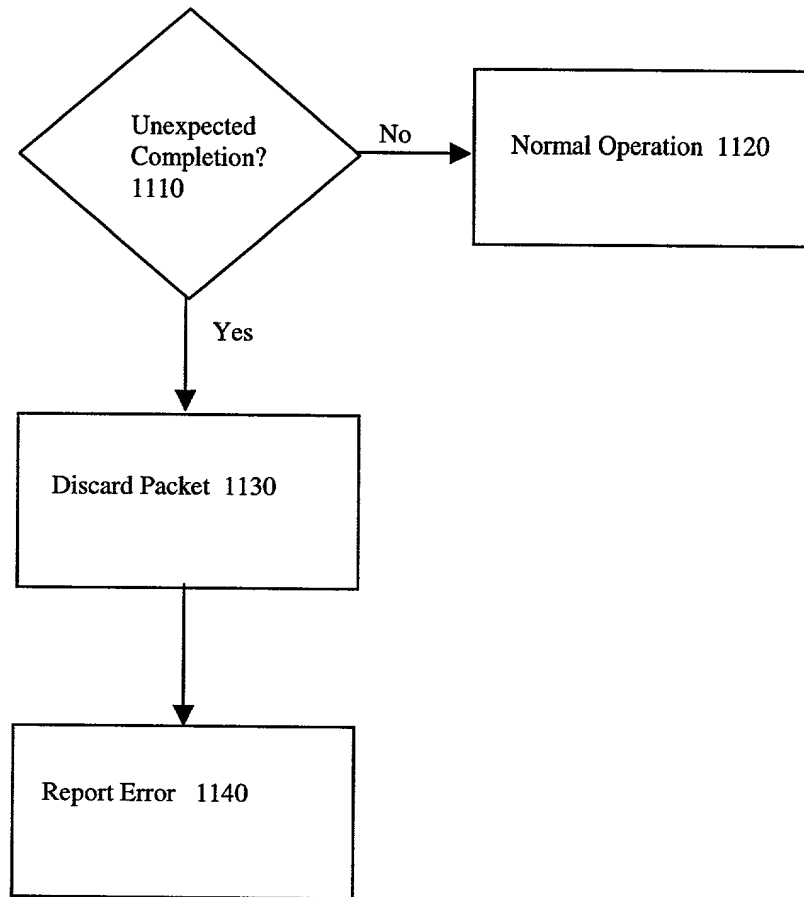 Unexpected
Completion?
1110
No
Normal Operation 1120
Yes
Discard Packet 1130
Report Error 1140